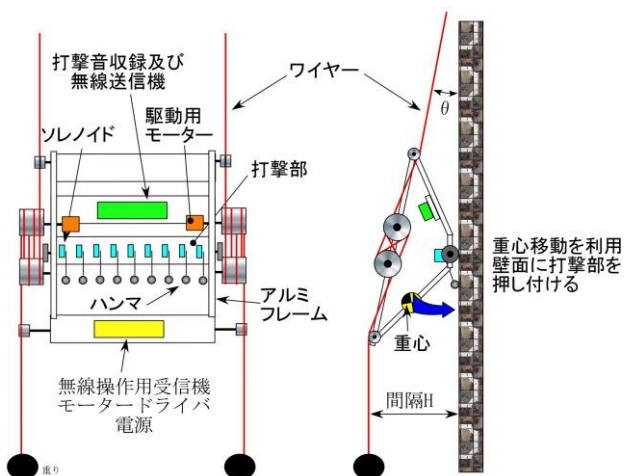 打撃音収録及び
無線送信機
ワイヤー
θ
駆動用
モーター
ソレノイド
打撃部
重心移動を利用
壁面に打撃部を
押し付ける
ハンマ
アルミ
フレーム
重心
無線操作用受信機
モータードライバ
電源
間隔H
重り